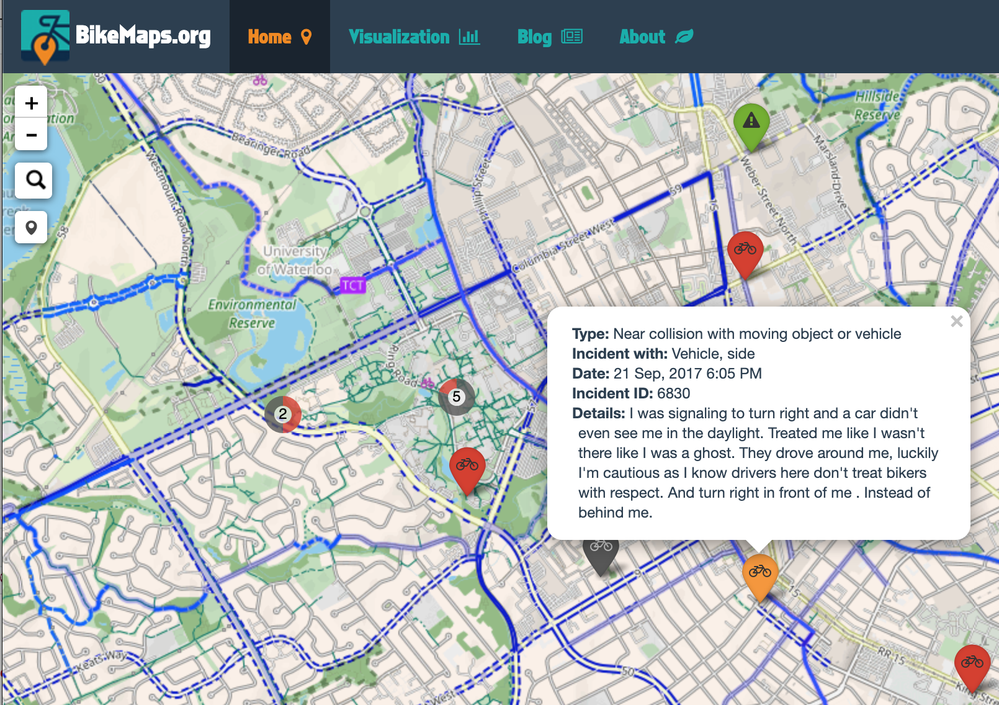 BikeMaps.org
Home
Visualization
Blog
About
+
−
Hillside
Reserve
Bearinger Road
Westmount Road North
58
Weber Street North
Marsland Drive
59
Columbia Street West
University
of Waterloo
TCT
Environmental
Reserve
Ring Road
5
2
×
Type: Near collision with moving object or vehicle
Incident with: Vehicle, side
Date: 21 Sep, 2017 6:05 PM
Incident ID: 6830
Details: I was signaling to turn right and a car didn't
even see me in the daylight. Treated me like I wasn't
there like I was a ghost. They drove around me, luckily
I'm cautious as I know drivers here don't treat bikers
with respect. And turn right in front of me . Instead of
behind me.
9
15
RR 15
50
Keats Way